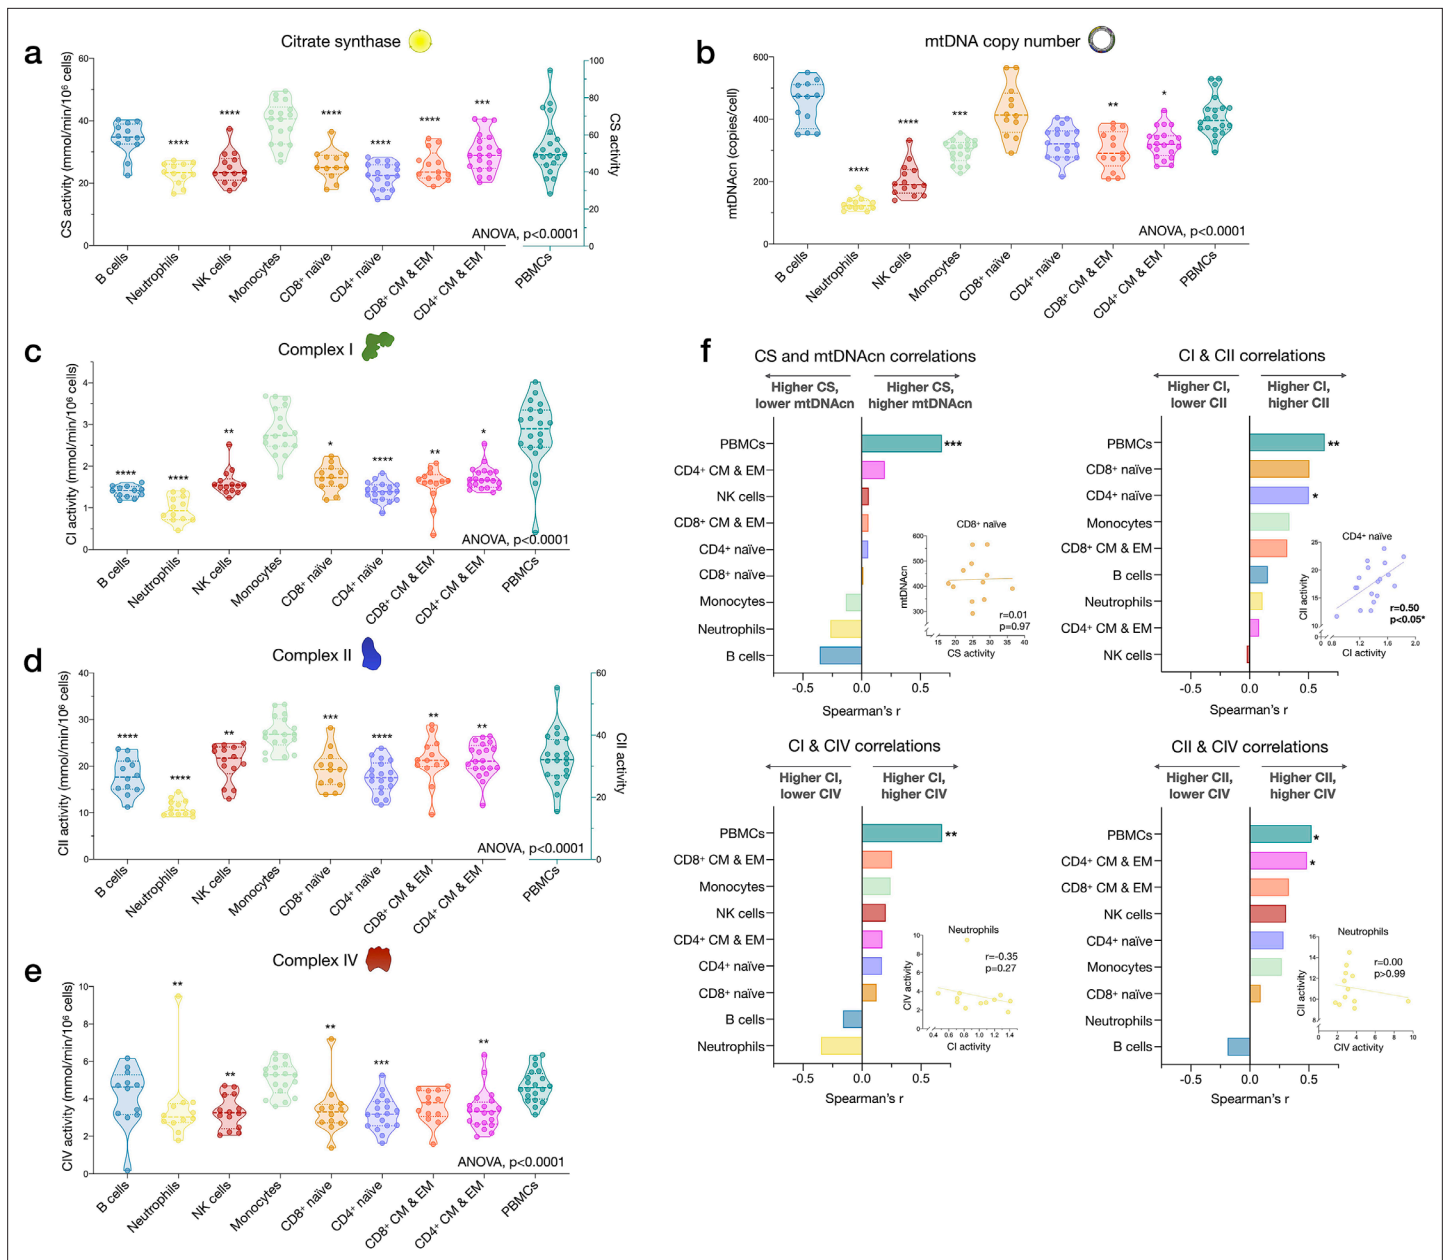 a
Citrate synthase
CS activity (mmol/min/10⁶ cells)
60
40
20
0
****
****
****
****
***
100
80
60
40
20
0
CS activity
ANOVA, p<0.0001
B cells
Neutrophils
NK cells
Monocytes
CD8⁺ naïve
CD4⁺ naïve
CD8⁺ CM & EM
CD4⁺ CM & EM
PBMCs
b
mtDNA copy number
mtDNAcn (copies/cell)
600
400
200
0
****
****
***
**
*
ANOVA, p<0.0001
B cells
Neutrophils
NK cells
Monocytes
CD8⁺ naïve
CD4⁺ naïve
CD8⁺ CM & EM
CD4⁺ CM & EM
PBMCs
c
Complex I
CI activity (mmol/min/10⁶ cells)
4
3
2
1
0
****
****
**
*
****
**
*
ANOVA, p<0.0001
B cells
Neutrophils
NK cells
Monocytes
CD8⁺ naïve
CD4⁺ naïve
CD8⁺ CM & EM
CD4⁺ CM & EM
PBMCs
d
Complex II
CII activity (mmol/min/10⁶ cells)
40
30
20
10
0
****
****
**
***
****
**
**
60
40
20
0
CII activity
ANOVA, p<0.0001
B cells
Neutrophils
NK cells
Monocytes
CD8⁺ naïve
CD4⁺ naïve
CD8⁺ CM & EM
CD4⁺ CM & EM
PBMCs
e
Complex IV
CIV activity (mmol/min/10⁶ cells)
10
8
6
4
2
0
**
**
**
***
**
ANOVA, p<0.0001
B cells
Neutrophils
NK cells
Monocytes
CD8⁺ naïve
CD4⁺ naïve
CD8⁺ CM & EM
CD4⁺ CM & EM
PBMCs
f
CS and mtDNAcn correlations
Higher CS,
lower mtDNAcn
Higher CS,
higher mtDNAcn
PBMCs
***
CD4⁺ CM & EM
NK cells
CD8⁺ CM & EM
CD4⁺ naïve
CD8⁺ naïve
Monocytes
Neutrophils
B cells
-0.5
0.0
0.5
Spearman's r
CD8⁺ naïve
mtDNAcn
600
500
400
300
r=0.01
p=0.97
15 20 25 30 35 40
CS activity
CI & CII correlations
Higher CI,
lower CII
Higher CI,
higher CII
PBMCs
**
CD8⁺ naïve
CD4⁺ naïve
*
Monocytes
CD8⁺ CM & EM
B cells
Neutrophils
CD4⁺ CM & EM
NK cells
-0.5
0.0
0.5
Spearman's r
CD4⁺ naïve
CII activity
25
20
15
10
0
r=0.50
p<0.05*
0 0.8 1.2 1.6 2.0
CI activity
CI & CIV correlations
Higher CI,
lower CIV
Higher CI,
higher CIV
PBMCs
**
CD8⁺ CM & EM
Monocytes
NK cells
CD4⁺ CM & EM
CD4⁺ naïve
CD8⁺ naïve
B cells
Neutrophils
-0.5
0.0
0.5
Spearman's r
Neutrophils
CIV activity
10
8
6
4
2
0
r=-0.35
p=0.27
0.4 0.6 0.8 1.0 1.2 1.4
CI activity
CII & CIV correlations
Higher CII,
lower CIV
Higher CII,
higher CIV
PBMCs
*
CD4⁺ CM & EM
*
CD8⁺ CM & EM
NK cells
CD4⁺ naïve
Monocytes
CD8⁺ naïve
Neutrophils
B cells
-0.5
0.0
0.5
Spearman's r
Neutrophils
CII activity
16
14
12
10
8
r=0.00
p>0.99
0 2 4 6 8 10
CIV activity